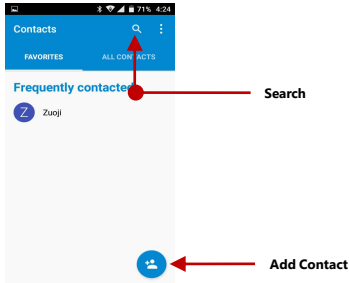 71% 4:24
Contacts
FAVORITES ALL CONTACTS
Frequently contacted
Search
Z Zuoji
Add Contact